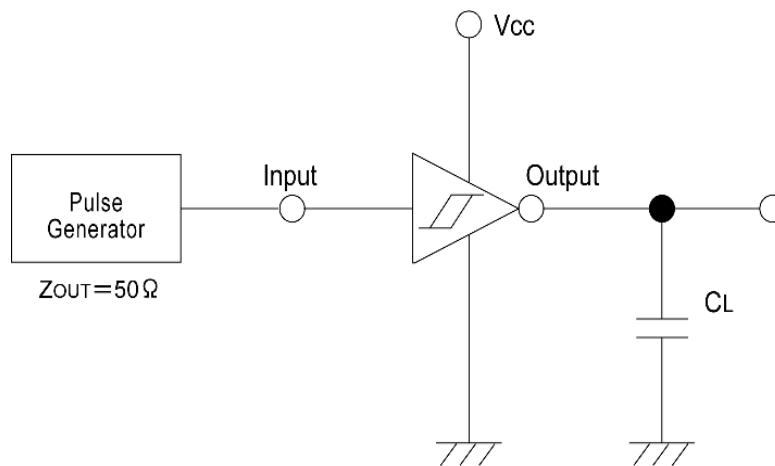 Vcc
Input
Output
Pulse
Generator
ZOUT=50Ω
CL